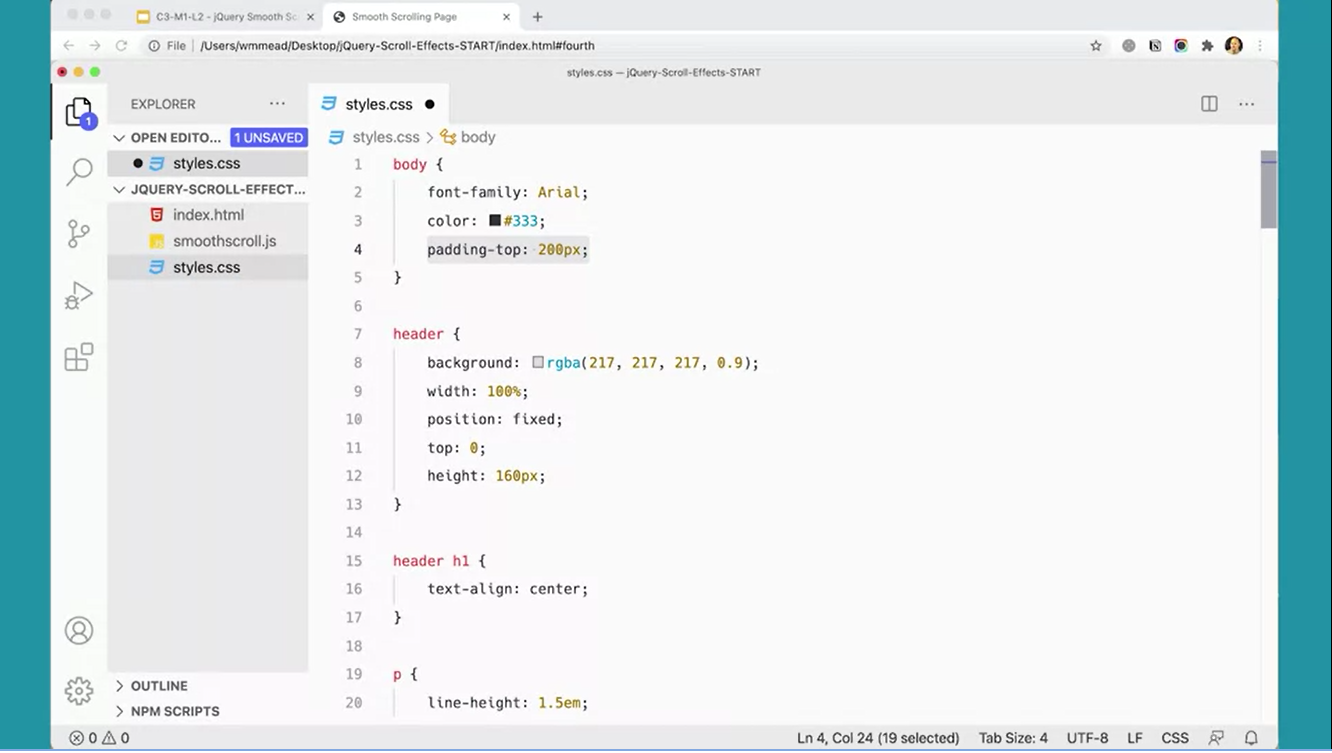 C3-M1-L2 - jQuery Smooth Sc
Smooth Scrolling Page
File
/Users/wmmead/Desktop/jQuery-Scroll-Effects-START/index.html#fourth
styles.css — jQuery-Scroll-Effects-START
EXPLORER
styles.css
1
OPEN EDITO... 1 UNSAVED
styles.css > body
styles.css
JQUERY-SCROLL-EFFECT...
index.html
smoothscroll.js
styles.css
1 body {
2 font-family: Arial;
3 color: #333;
4 padding-top: 200px;
5 }
6
7 header {
8 background: rgba(217, 217, 217, 0.9);
9 width: 100%;
10 position: fixed;
11 top: 0;
12 height: 160px;
13 }
14
15 header h1 {
16 text-align: center;
17 }
18
19 p {
20 line-height: 1.5em;
OUTLINE
NPM SCRIPTS
0 0 Ln 4, Col 24 (19 selected) Tab Size: 4 UTF-8 LF CSS